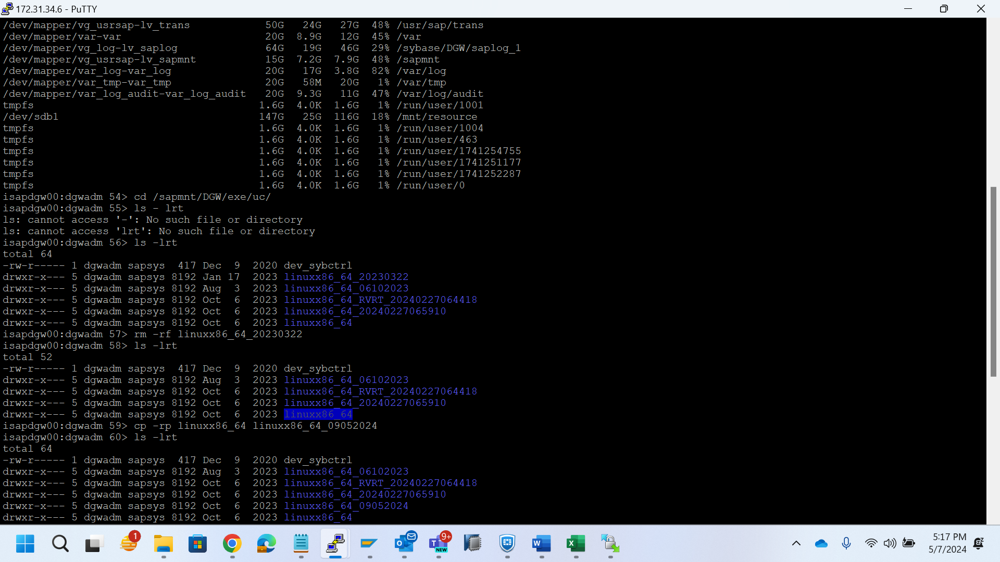 172.31.34.6 - PuTTY
/dev/mapper/vg_usrsap-lv_trans 50G 24G 27G 48% /usr/sap/trans
/dev/mapper/var-var 20G 8.9G 12G 45% /var
/dev/mapper/vg_log-lv_saplog 64G 19G 46G 29% /sybase/DGW/saplog_1
/dev/mapper/vg_usrsap-lv_sapmnt 15G 7.2G 7.9G 48% /sapmnt
/dev/mapper/var_log-var_log 20G 17G 3.8G 82% /var/log
/dev/mapper/var_tmp-var_tmp 20G 58M 20G 1% /var/tmp
/dev/mapper/var_log_audit-var_log_audit 20G 9.3G 11G 47% /var/log/audit
tmpfs 1.6G 4.0K 1.6G 1% /run/user/1001
/dev/sdb1 147G 25G 116G 18% /mnt/resource
tmpfs 1.6G 4.0K 1.6G 1% /run/user/1004
tmpfs 1.6G 4.0K 1.6G 1% /run/user/463
tmpfs 1.6G 4.0K 1.6G 1% /run/user/1741254755
tmpfs 1.6G 4.0K 1.6G 1% /run/user/1741251177
tmpfs 1.6G 4.0K 1.6G 1% /run/user/1741252287
tmpfs 1.6G 4.0K 1.6G 1% /run/user/0
isapdgw00:dgwadm 54> cd /sapmnt/DGW/exe/uc/
isapdgw00:dgwadm 55> ls - lrt
ls: cannot access '-': No such file or directory
ls: cannot access 'lrt': No such file or directory
isapdgw00:dgwadm 56> ls -lrt
total 64
-rw-r----- 1 dgwadm sapsys 417 Dec 9 2020 dev_sybctrl
drwxr-x--- 5 dgwadm sapsys 8192 Jan 17 2023 linuxx86_64_20230322
drwxr-x--- 5 dgwadm sapsys 8192 Aug 3 2023 linuxx86_64_06102023
drwxr-x--- 5 dgwadm sapsys 8192 Oct 6 2023 linuxx86_64_RVRT_20240227064418
drwxr-x--- 5 dgwadm sapsys 8192 Oct 6 2023 linuxx86_64_20240227065910
drwxr-x--- 5 dgwadm sapsys 8192 Oct 6 2023 linuxx86_64
isapdgw00:dgwadm 57> rm -rf linuxx86_64_20230322
isapdgw00:dgwadm 58> ls -lrt
total 52
-rw-r----- 1 dgwadm sapsys 417 Dec 9 2020 dev_sybctrl
drwxr-x--- 5 dgwadm sapsys 8192 Aug 3 2023 linuxx86_64_06102023
drwxr-x--- 5 dgwadm sapsys 8192 Oct 6 2023 linuxx86_64_RVRT_20240227064418
drwxr-x--- 5 dgwadm sapsys 8192 Oct 6 2023 linuxx86_64_20240227065910
drwxr-x--- 5 dgwadm sapsys 8192 Oct 6 2023 linuxx86_64
isapdgw00:dgwadm 59> cp -rp linuxx86_64 linuxx86_64_09052024
isapdgw00:dgwadm 60> ls -lrt
total 64
-rw-r----- 1 dgwadm sapsys 417 Dec 9 2020 dev_sybctrl
drwxr-x--- 5 dgwadm sapsys 8192 Aug 3 2023 linuxx86_64_06102023
drwxr-x--- 5 dgwadm sapsys 8192 Oct 6 2023 linuxx86_64_RVRT_20240227064418
drwxr-x--- 5 dgwadm sapsys 8192 Oct 6 2023 linuxx86_64_20240227065910
drwxr-x--- 5 dgwadm sapsys 8192 Oct 6 2023 linuxx86_64_09052024
drwxr-x--- 5 dgwadm sapsys 8192 Oct 6 2023 linuxx86_64
1
9+
NEW
5:17 PM
5/7/2024